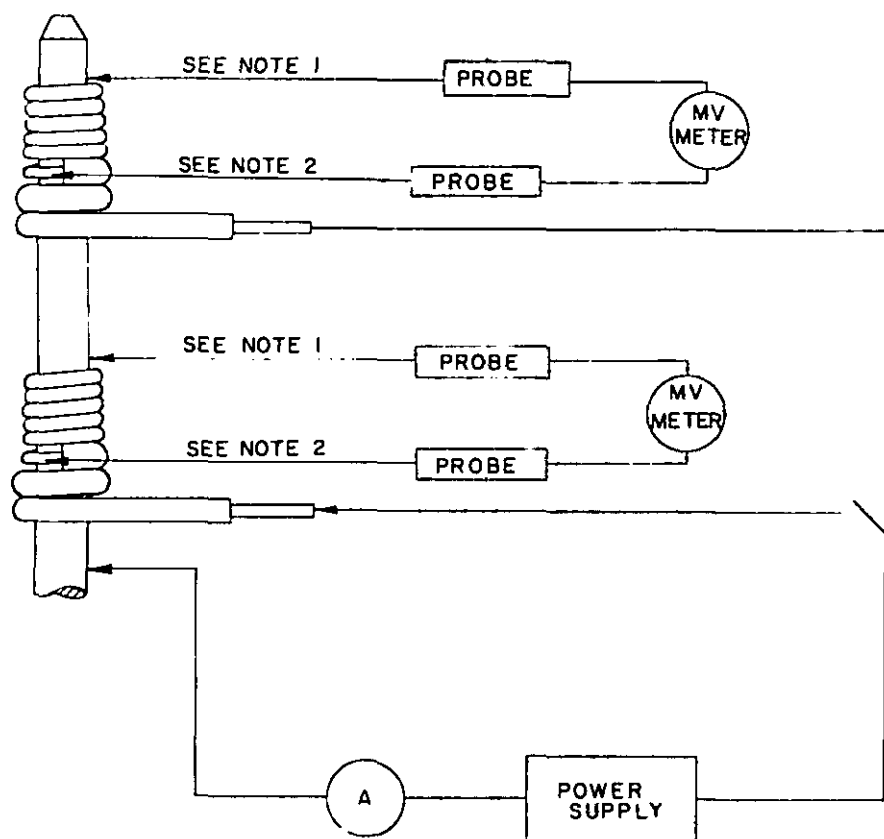 SEE NOTE 1
PROBE
MV
METER
SEE NOTE 2
PROBE
SEE NOTE 1
PROBE
MV
METER
SEE NOTE 2
PROBE
A
POWER
SUPPLY